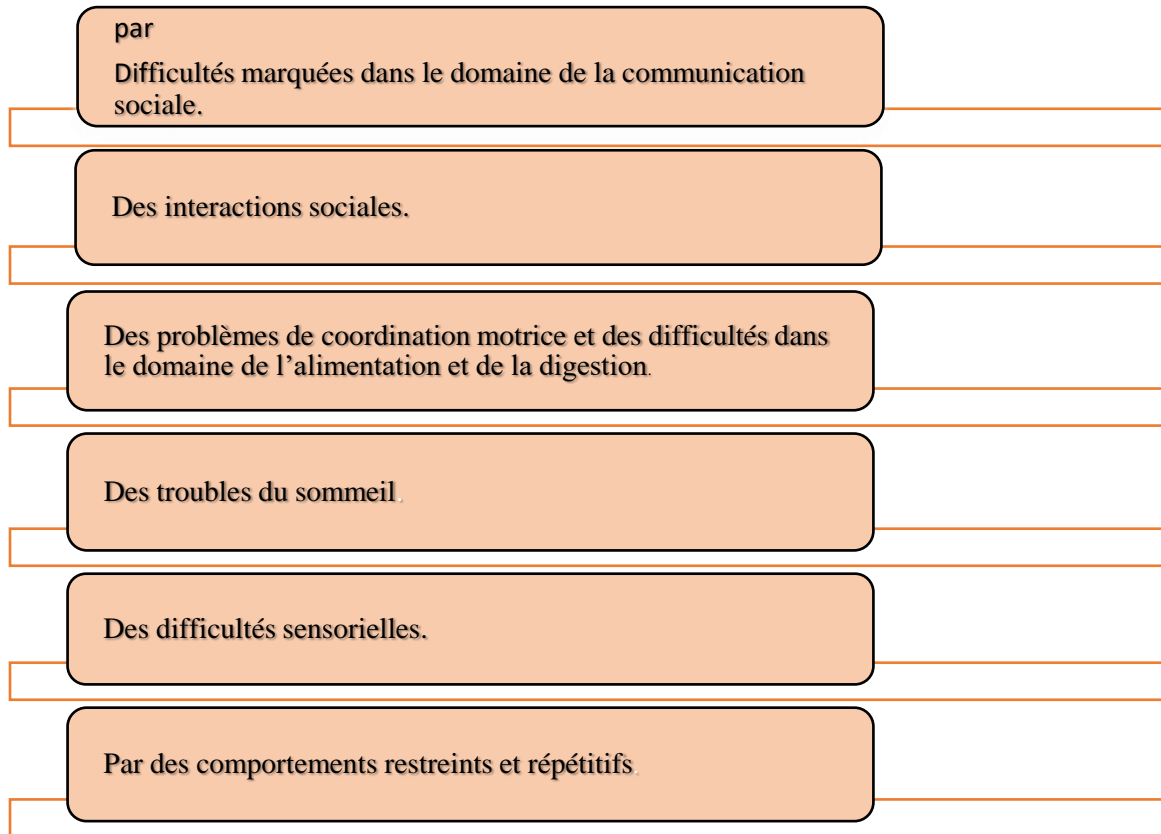 par
Difficultés marquées dans le domaine de la communication
sociale.
Des interactions sociales.
Des problèmes de coordination motrice et des difficultés dans
le domaine de l’alimentation et de la digestion.
Des troubles du sommeil.
Des difficultés sensorielles.
Par des comportements restreints et répétitifs.